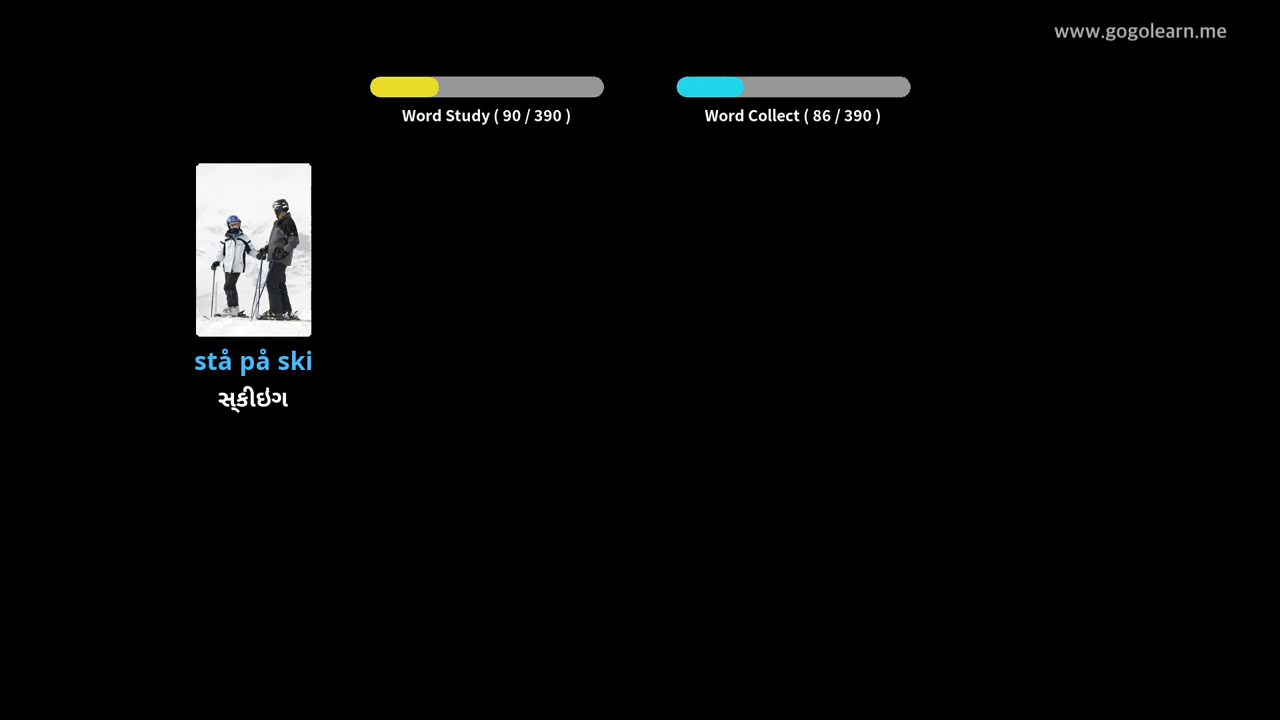 www.gogolearn.me
Word Study ( 90 / 390 )
Word Collect ( 86 / 390 )
stå på ski
સ્કીઇંગ